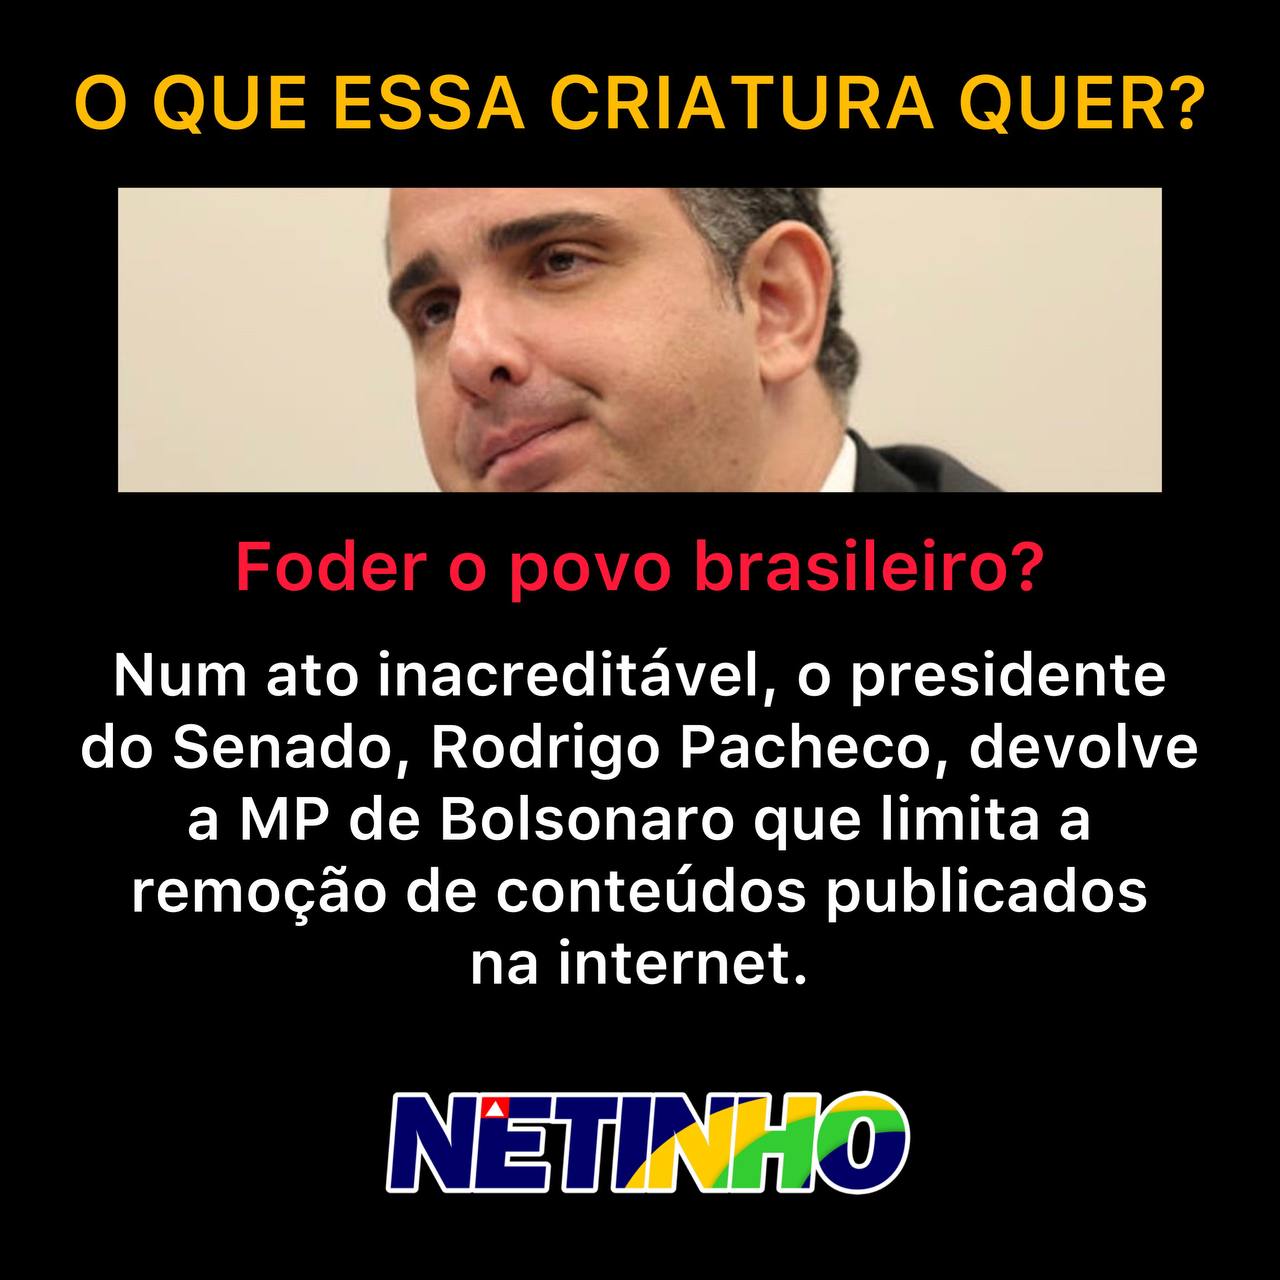 O QUE ESSA CRIATURA QUER?
Foder o povo brasileiro?
Num ato inacreditável, o presidente
do Senado, Rodrigo Pacheco, devolve
a MP de Bolsonaro que limita a
remoção de conteúdos publicados
na internet.
NETINHO